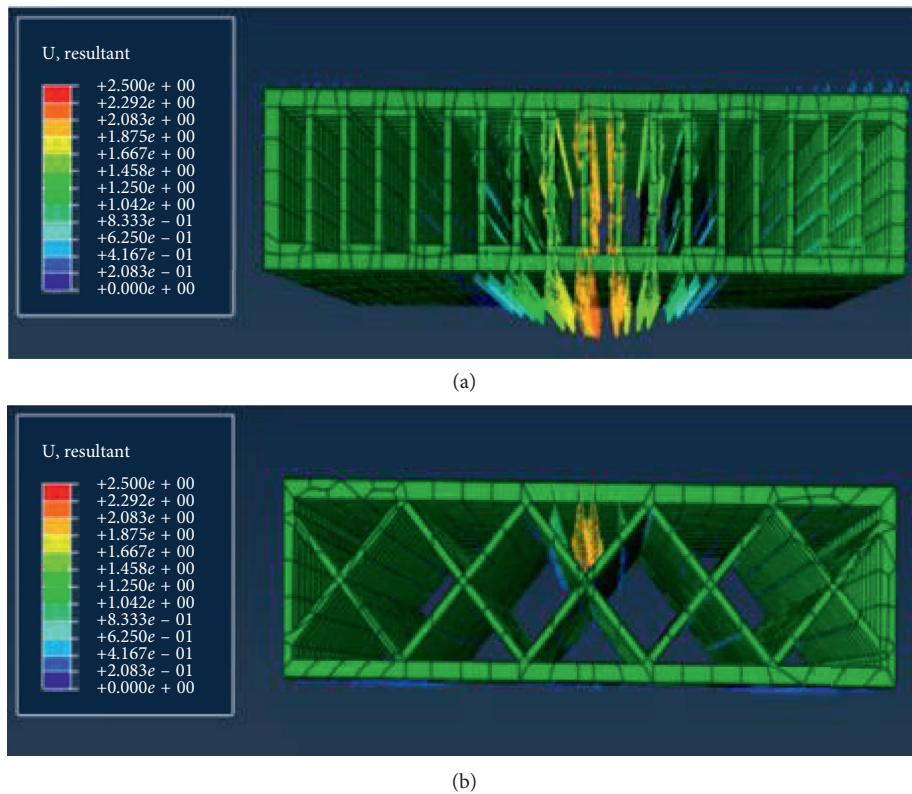 U, resultant
+2.500e + 00
+2.292e + 00
+2.083e + 00
+1.875e + 00
+1.667e + 00
+1.458e + 00
+1.250e + 00
+1.042e + 00
+8.333e – 01
+6.250e – 01
+4.167e – 01
+2.083e – 01
+0.000e + 00
(a)
U, resultant
+2.500e + 00
+2.292e + 00
+2.083e + 00
+1.875e + 00
+1.667e + 00
+1.458e + 00
+1.250e + 00
+1.042e + 00
+8.333e – 01
+6.250e – 01
+4.167e – 01
+2.083e – 01
+0.000e + 00
(b)